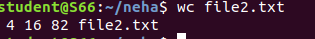 student@S66:~/neha$ wc file2.txt
4 16 82 file2.txt